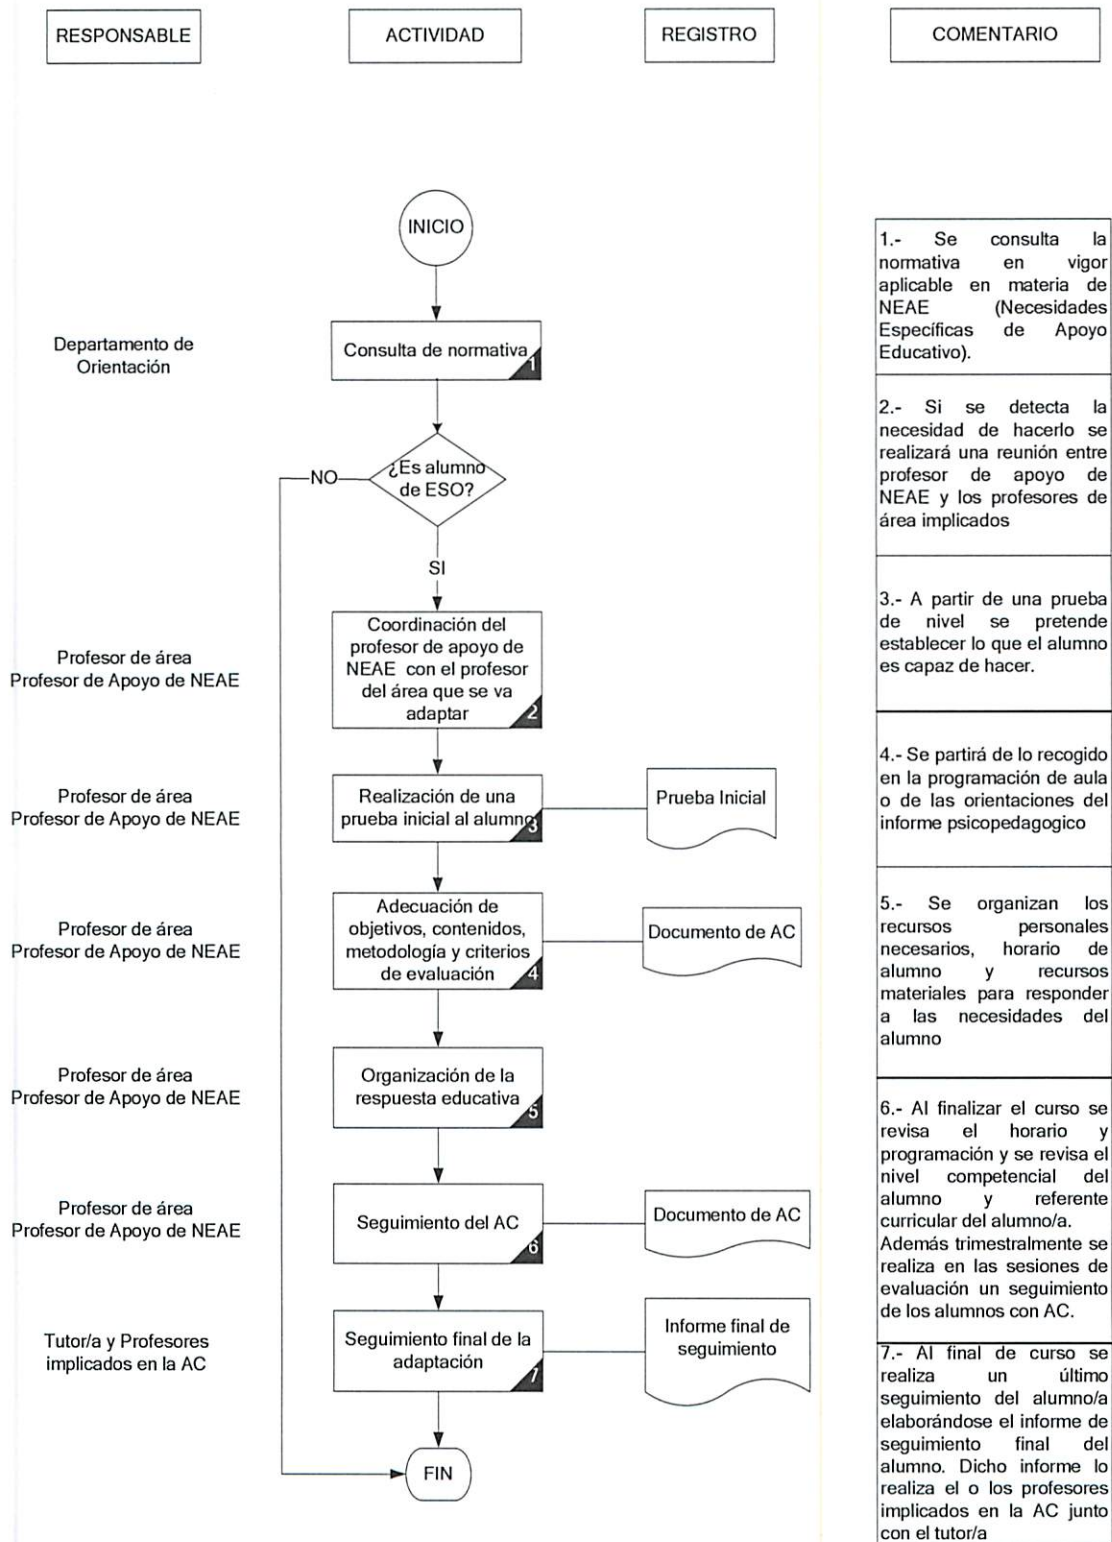 RESPONSABLE
ACTIVIDAD
REGISTRO
COMENTARIO
INICIO
Departamento de
Orientación
Consulta de normativa
1
¿Es alumno
de ESO?
NO
SI
Profesor de área
Profesor de Apoyo de NEAE
Coordinación del
profesor de apoyo de
NEAE con el profesor
del área que se va
adaptar
2
Profesor de área
Profesor de Apoyo de NEAE
Realización de una
prueba inicial al alumno
3
Prueba Inicial
Profesor de área
Profesor de Apoyo de NEAE
Adecuación de
objetivos, contenidos,
metodología y criterios
de evaluación
4
Documento de AC
Profesor de área
Profesor de Apoyo de NEAE
Organización de la
respuesta educativa
5
Profesor de área
Profesor de Apoyo de NEAE
Seguimiento del AC
6
Documento de AC
Tutor/a y Profesores
implicados en la AC
Seguimiento final de la
adaptación
7
Informe final de
seguimiento
FIN
1.- Se consulta la
normativa en vigor
aplicable en materia de
NEAE (Necesidades
Específicas de Apoyo
Educativo).
2.- Si se detecta la
necesidad de hacerlo se
realizará una reunión entre
profesor de apoyo de
NEAE y los profesores de
área implicados
3.- A partir de una prueba
de nivel se pretende
establecer lo que el alumno
es capaz de hacer.
4.- Se partirá de lo recogido
en la programación de aula
o de las orientaciones del
informe psicopedagogico
5.- Se organizan los
recursos personales
necesarios, horario de
alumno y recursos
materiales para responder
a las necesidades del
alumno
6.- Al finalizar el curso se
revisa el horario y
programación y se revisa el
nivel competencial del
alumno y referente
curricular del alumno/a.
Además trimestralmente se
realiza en las sesiones de
evaluación un seguimiento
de los alumnos con AC.
7.- Al final de curso se
realiza un último
seguimiento del alumno/a
elaborándose el informe de
seguimiento final del
alumno. Dicho informe lo
realiza el o los profesores
implicados en la AC junto
con el tutor/a